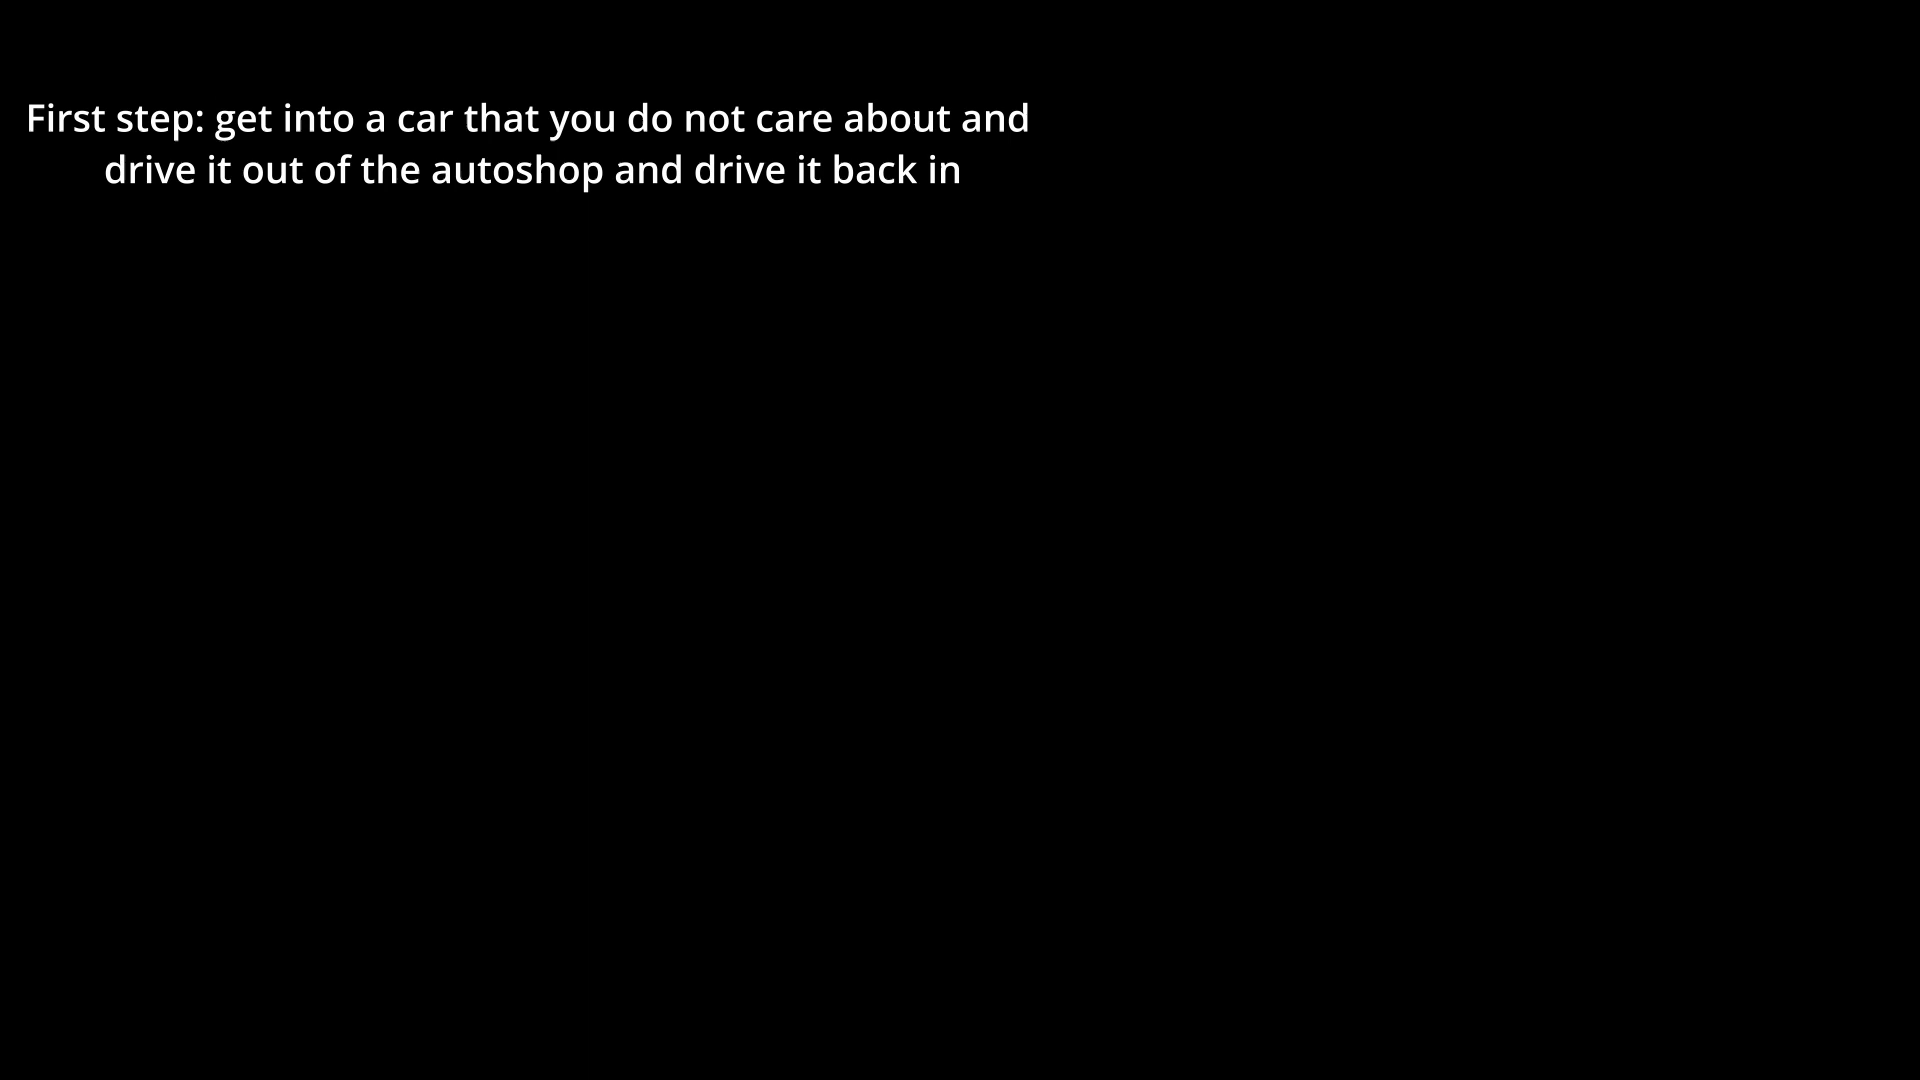 First step: get into a car that you do not care about and
drive it out of the autoshop and drive it back in